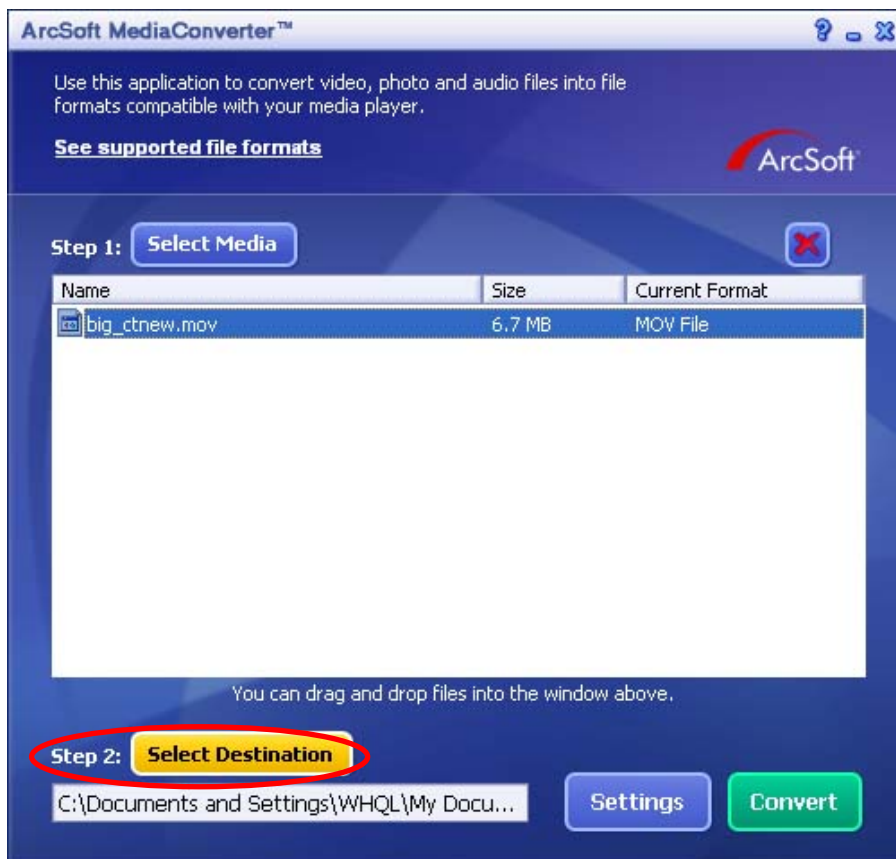 ArcSoft MediaConverter™
Use this application to convert video, photo and audio files into file
formats compatible with your media player.
See supported file formats
ArcSoft
Step 1: Select Media
Name Size Current Format
big_ctnew.mov 6.7 MB MOV File
You can drag and drop files into the window above.
Step 2: Select Destination
C:\Documents and Settings\WHQL\My Docu...
Settings Convert